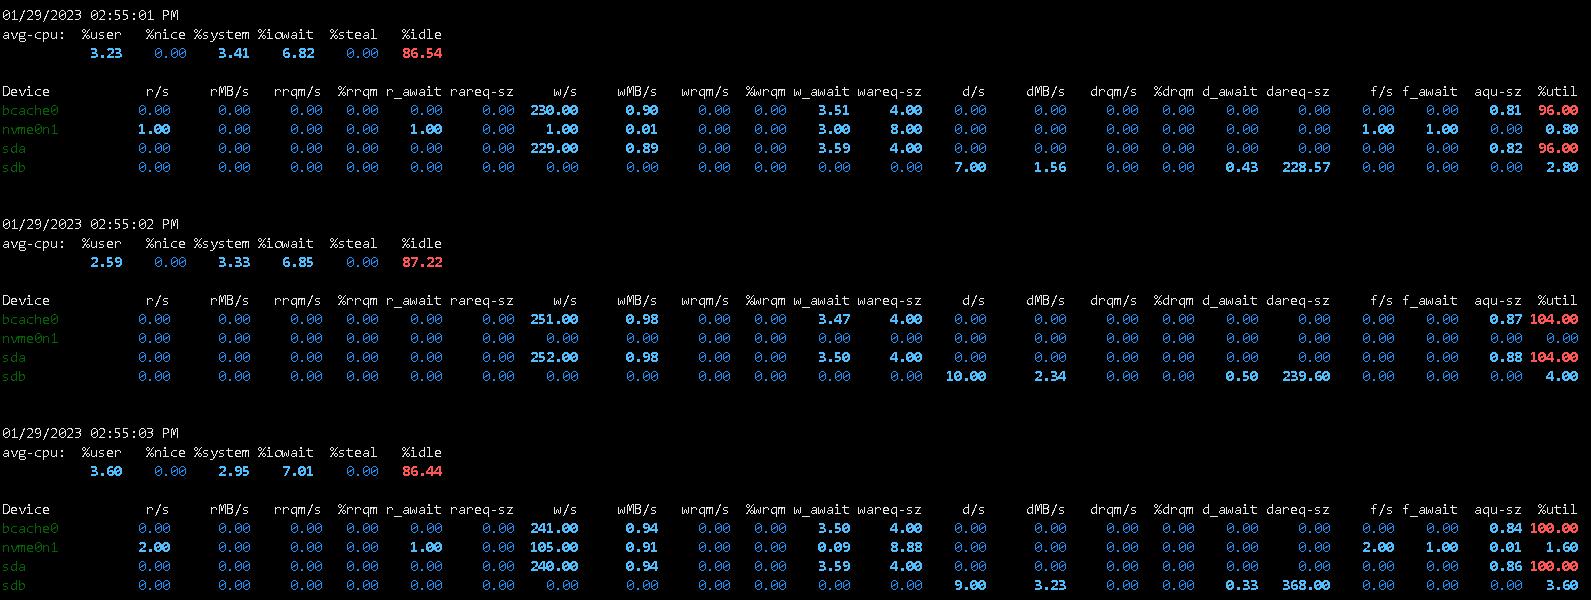 01/29/2023 02:55:01 PM
avg-cpu: %user %nice %system %iowait %steal %idle
3.23 0.00 3.41 6.82 0.00 86.54
Device r/s rMB/s rrqm/s %rrqm r_await rareq-sz w/s wMB/s wrqm/s %wrqm w_await wareq-sz d/s dMB/s drqm/s %drqm d_await dareq-sz f/s f_await aqu-sz %util
bcache0 0.00 0.00 0.00 0.00 0.00 0.00 230.00 0.90 0.00 0.00 3.51 4.00 0.00 0.00 0.00 0.00 0.00 0.00 0.00 0.00 0.81 96.00
nvme0n1 1.00 0.00 0.00 0.00 1.00 0.00 1.00 0.01 0.00 0.00 3.00 8.00 0.00 0.00 0.00 0.00 0.00 0.00 1.00 1.00 0.00 0.80
sda 0.00 0.00 0.00 0.00 0.00 0.00 229.00 0.89 0.00 0.00 3.59 4.00 0.00 0.00 0.00 0.00 0.00 0.00 0.00 0.00 0.82 96.00
sdb 0.00 0.00 0.00 0.00 0.00 0.00 0.00 0.00 0.00 0.00 0.00 0.00 7.00 1.56 0.00 0.00 0.43 228.57 0.00 0.00 0.00 2.80
01/29/2023 02:55:02 PM
avg-cpu: %user %nice %system %iowait %steal %idle
2.59 0.00 3.33 6.85 0.00 87.22
Device r/s rMB/s rrqm/s %rrqm r_await rareq-sz w/s wMB/s wrqm/s %wrqm w_await wareq-sz d/s dMB/s drqm/s %drqm d_await dareq-sz f/s f_await aqu-sz %util
bcache0 0.00 0.00 0.00 0.00 0.00 0.00 251.00 0.98 0.00 0.00 3.47 4.00 0.00 0.00 0.00 0.00 0.00 0.00 0.00 0.00 0.87 104.00
nvme0n1 0.00 0.00 0.00 0.00 0.00 0.00 0.00 0.00 0.00 0.00 0.00 0.00 0.00 0.00 0.00 0.00 0.00 0.00 0.00 0.00 0.00 0.00
sda 0.00 0.00 0.00 0.00 0.00 0.00 252.00 0.98 0.00 0.00 3.50 4.00 0.00 0.00 0.00 0.00 0.00 0.00 0.00 0.00 0.88 104.00
sdb 0.00 0.00 0.00 0.00 0.00 0.00 0.00 0.00 0.00 0.00 0.00 0.00 10.00 2.34 0.00 0.00 0.50 239.60 0.00 0.00 0.00 4.00
01/29/2023 02:55:03 PM
avg-cpu: %user %nice %system %iowait %steal %idle
3.60 0.00 2.95 7.01 0.00 86.44
Device r/s rMB/s rrqm/s %rrqm r_await rareq-sz w/s wMB/s wrqm/s %wrqm w_await wareq-sz d/s dMB/s drqm/s %drqm d_await dareq-sz f/s f_await aqu-sz %util
bcache0 0.00 0.00 0.00 0.00 0.00 0.00 241.00 0.94 0.00 0.00 3.50 4.00 0.00 0.00 0.00 0.00 0.00 0.00 0.00 0.00 0.84 100.00
nvme0n1 2.00 0.00 0.00 0.00 1.00 0.00 105.00 0.91 0.00 0.00 0.09 8.88 0.00 0.00 0.00 0.00 0.00 0.00 2.00 1.00 0.01 1.60
sda 0.00 0.00 0.00 0.00 0.00 0.00 240.00 0.94 0.00 0.00 3.59 4.00 0.00 0.00 0.00 0.00 0.00 0.00 0.00 0.00 0.86 100.00
sdb 0.00 0.00 0.00 0.00 0.00 0.00 0.00 0.00 0.00 0.00 0.00 0.00 9.00 3.23 0.00 0.00 0.33 368.00 0.00 0.00 0.00 3.60